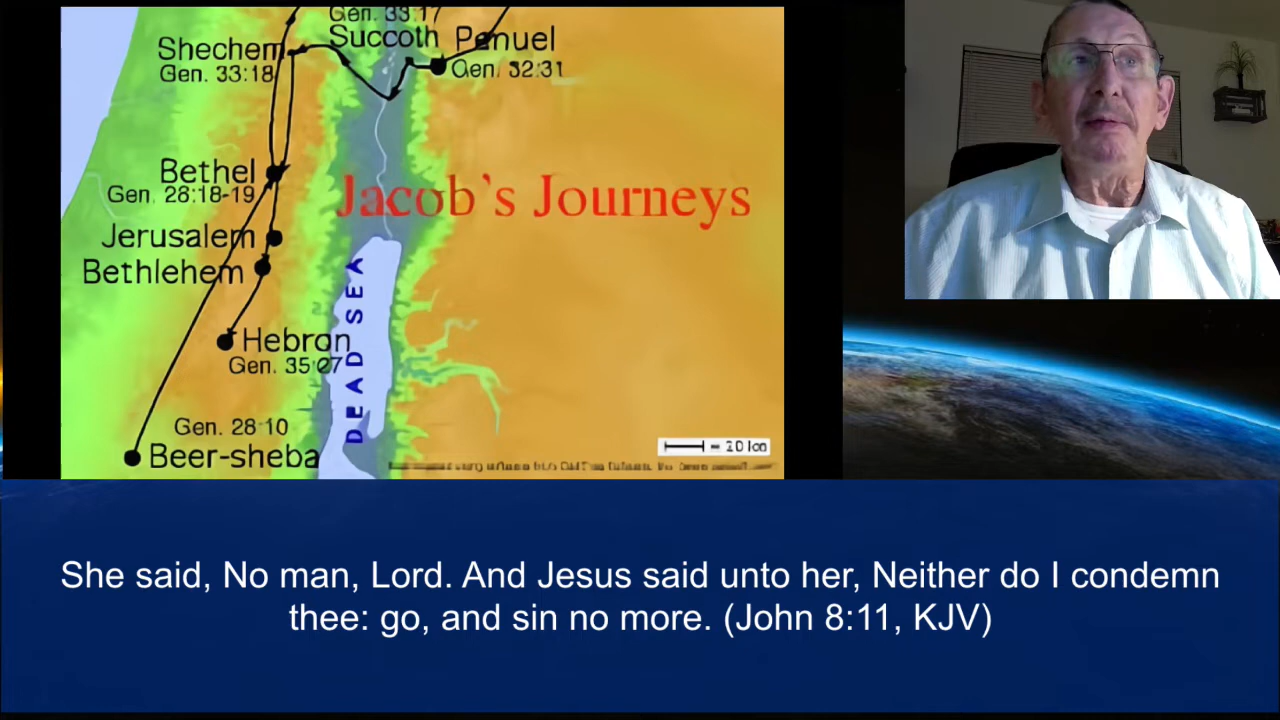 Gen. 33:17
Succoth
Penuel
Gen. 32:31
Shechem
Gen. 33:18
Bethel
Gen. 28:18-19
Jacob's Journeys
Jerusalem
Bethlehem
Hebron
Gen. 35:27
DEAD SEA
Gen. 28:10
Beer-sheba
She said, No man, Lord. And Jesus said unto her, Neither do I condemn
thee: go, and sin no more. (John 8:11, KJV)